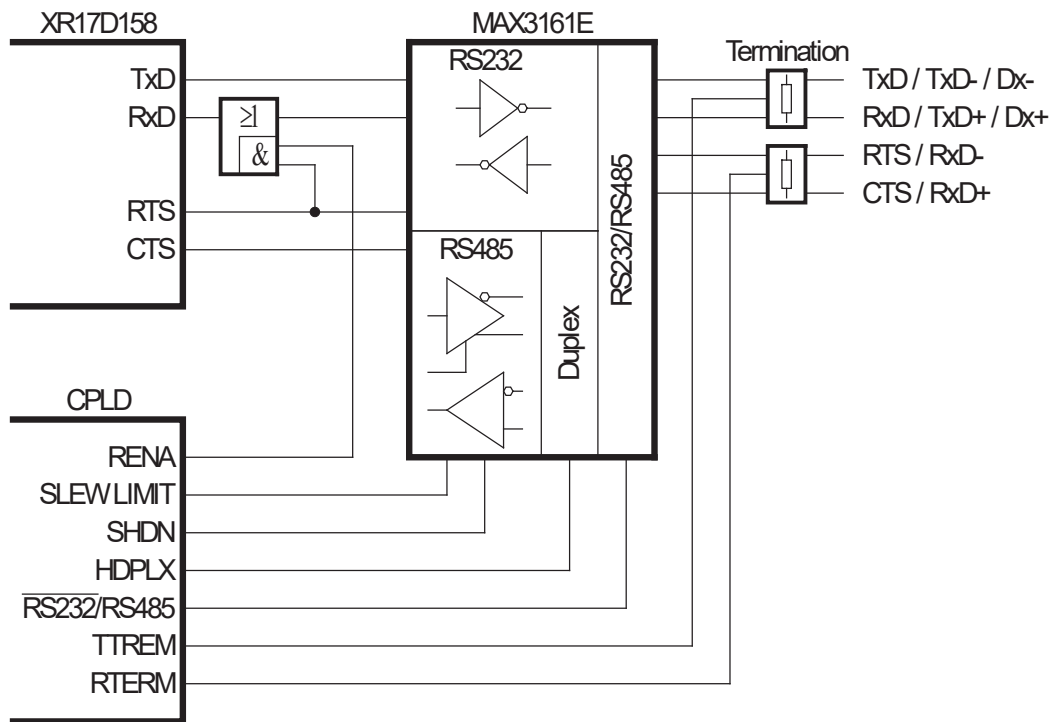 XR17D158
MAX3161E
TxD
RxD
RTS
CTS
≥1
&
RS232
RS485
Duplex
RS232/RS485
Termination
TxD / TxD- / Dx-
RxD / TxD+ / Dx+
RTS / RxD-
CTS / RxD+
CPLD
RENA
SLEW LIMIT
SHDN
HDPLX
RS232/RS485
TTREM
RTERM